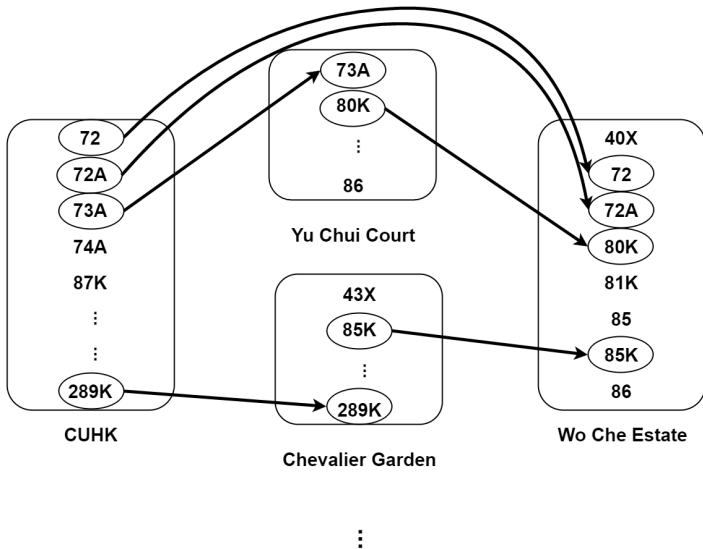 72
72A
73A
74A
87K
⋮
⋮
289K
CUHK
73A
80K
⋮
86
Yu Chui Court
43X
85K
⋮
289K
Chevalier Garden
⋮
40X
72
72A
80K
81K
85
85K
86
Wo Che Estate